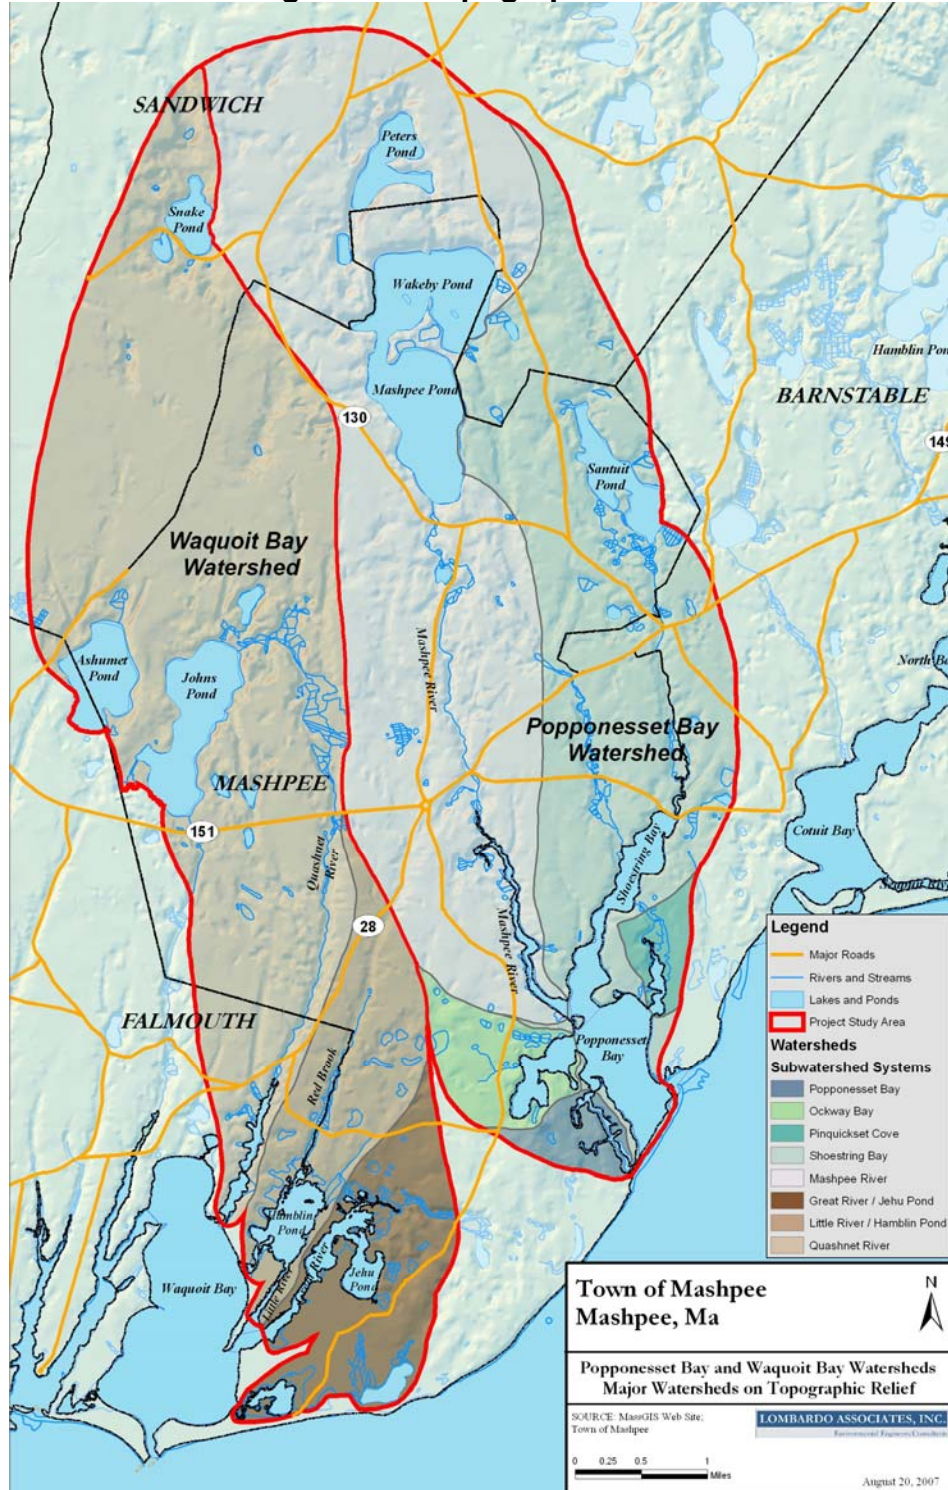 SANDWICH
Peters
Pond
Snake
Pond
Wakeby Pond
Hamblin Pon
Mashpee Pond
BARNSTABLE
130
149
Santuit
Pond
Waquoit Bay
Watershed
Mashpee River
Ashumet
Pond
Johns
Pond
North Ba
Popponesset Bay
Watershed
MASHPEE
151
Quashnet
River
Shoestring Bay
Cotuit Bay
28
Mashpee River
FALMOUTH
Red Brook
Popponesset
Bay
Hamblin
Pond
Little River
River
Jehu
Pond
Waquoit Bay
Legend
Major Roads
Rivers and Streams
Lakes and Ponds
Project Study Area
Watersheds
Subwatershed Systems
Popponesset Bay
Ockway Bay
Pinquickset Cove
Shoestring Bay
Mashpee River
Great River / Jehu Pond
Little River / Hamblin Pond
Quashnet River
Town of Mashpee
Mashpee, Ma
N
Popponesset Bay and Waquoit Bay Watersheds
Major Watersheds on Topographic Relief
SOURCE: MassGIS Web Site;
Town of Mashpee
LOMBARDO ASSOCIATES, INC.
Environmental Engineers/Consultants
0 0.25 0.5 1
Miles
August 20, 2007